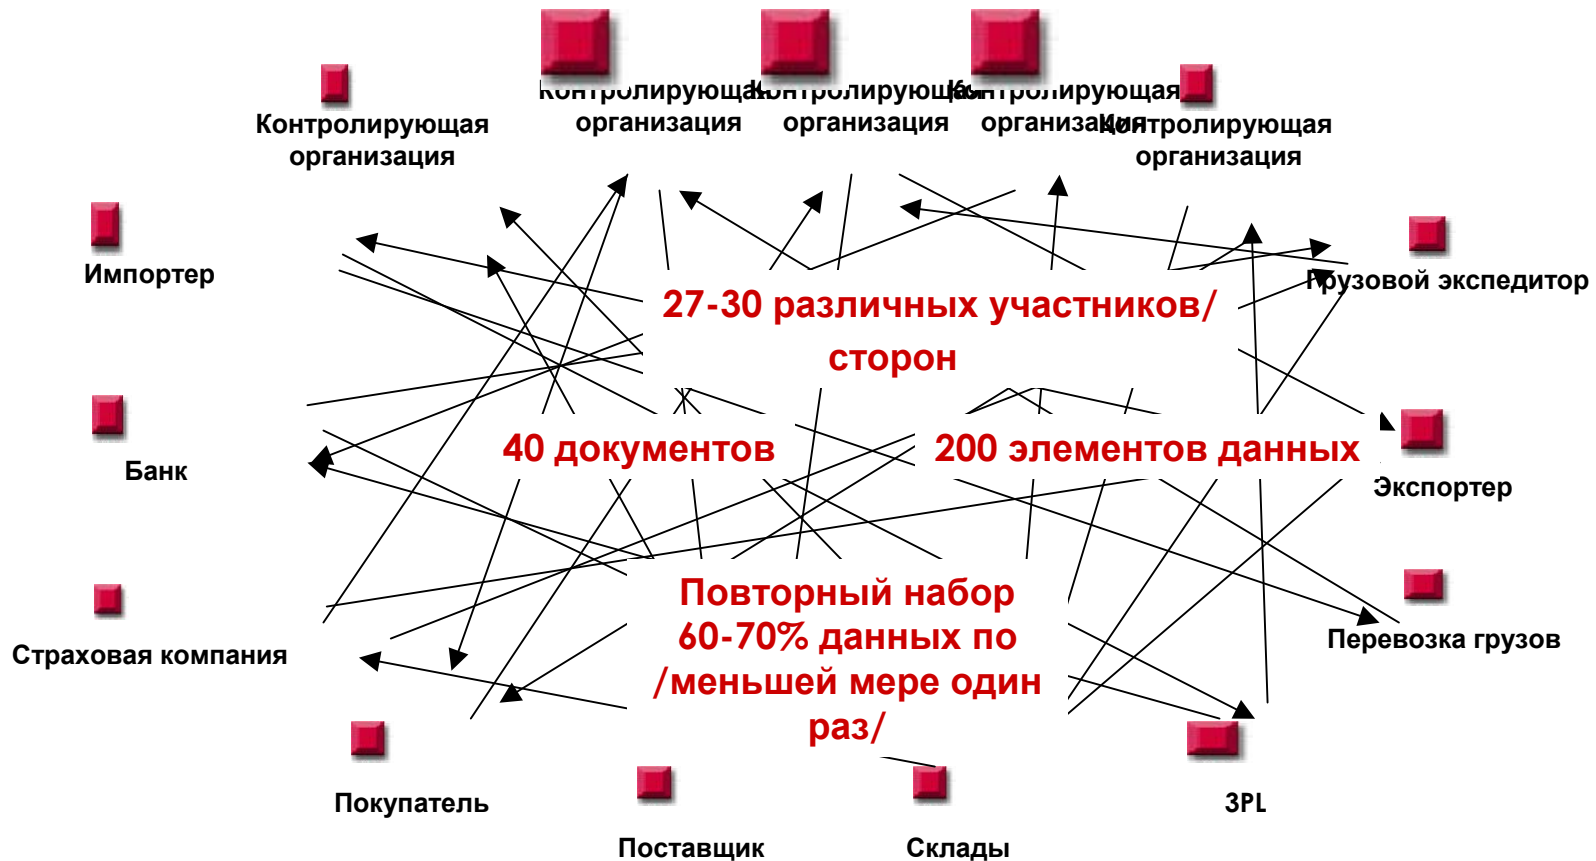 Контролирующая
организация
Контролирующая
организация
Контролирующая
организация
Контролирующая
организация
Контролирующая
организация
Импортер
Грузовой экспедитор
27-30 различных участников/
сторон
Банк
40 документов
200 элементов данных
Экспортер
Страховая компания
Повторный набор
60-70% данных по
/меньшей мере один
раз/
Перевозка грузов
Покупатель
Поставщик
Склады
3PL